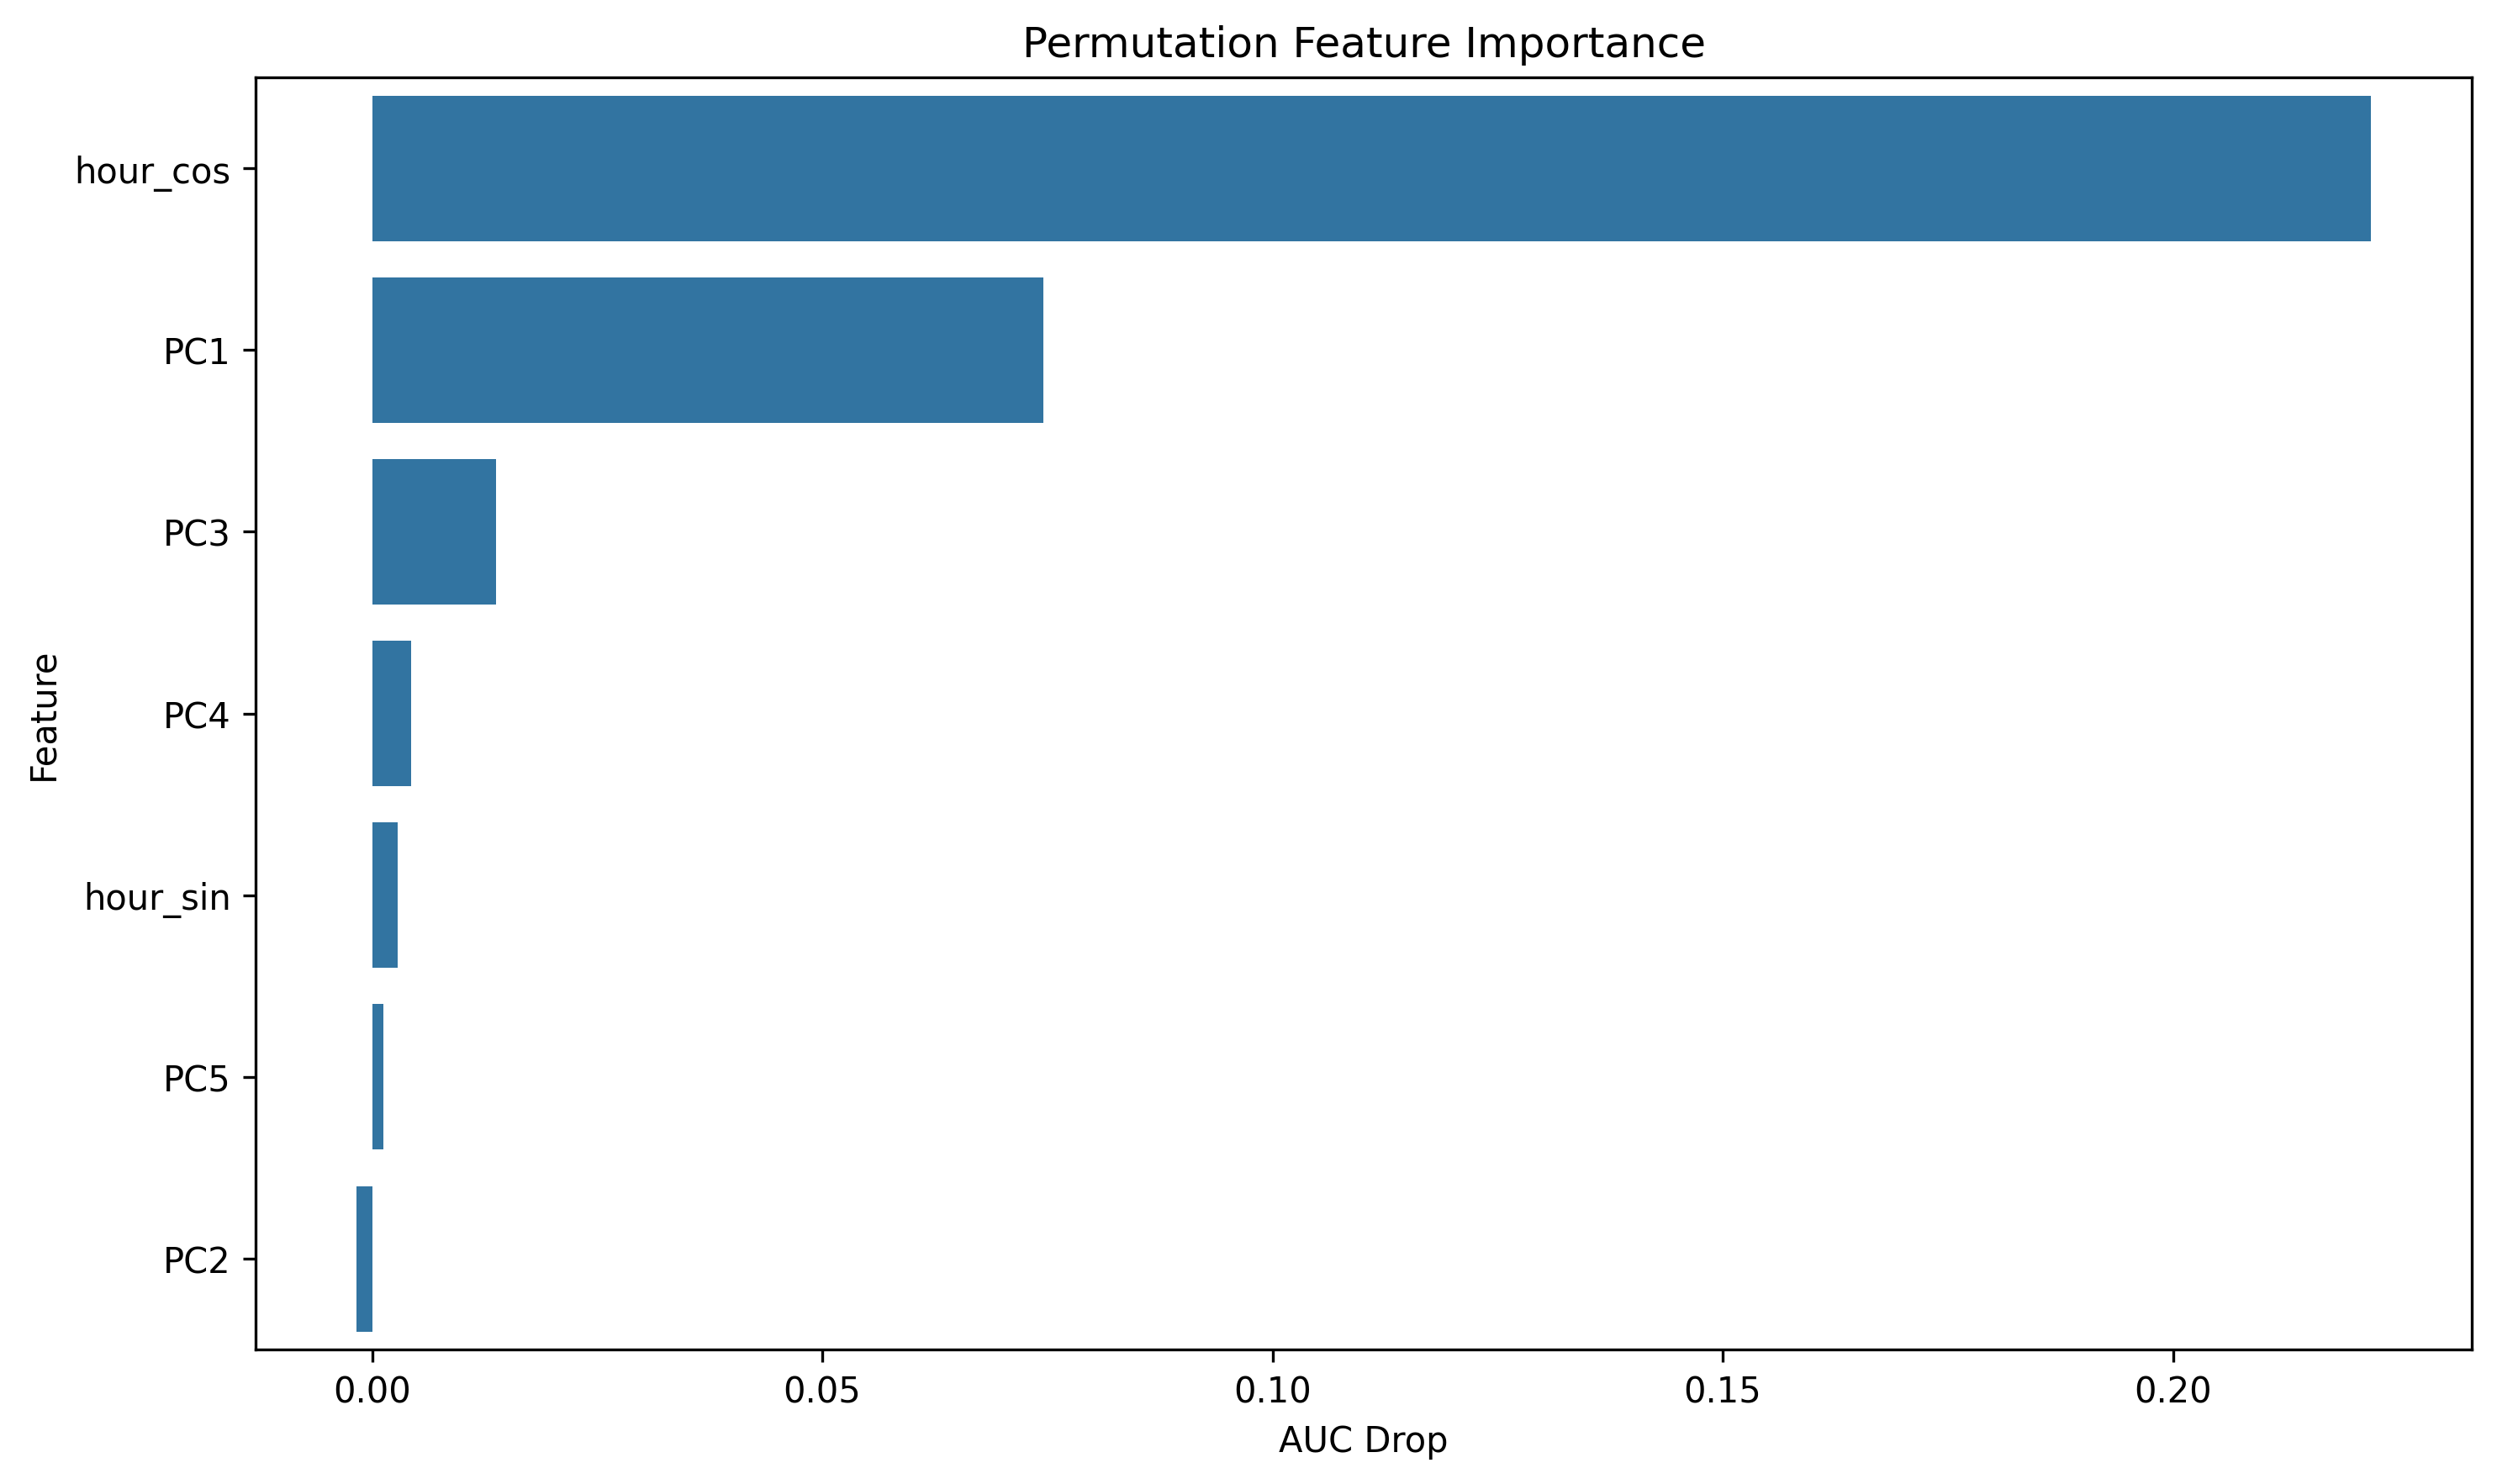 Permutation Feature Importance
hour_cos
PC1
PC3
PC4
hour_sin
PC5
PC2
Feature
0.00 0.05 0.10 0.15 0.20
AUC Drop